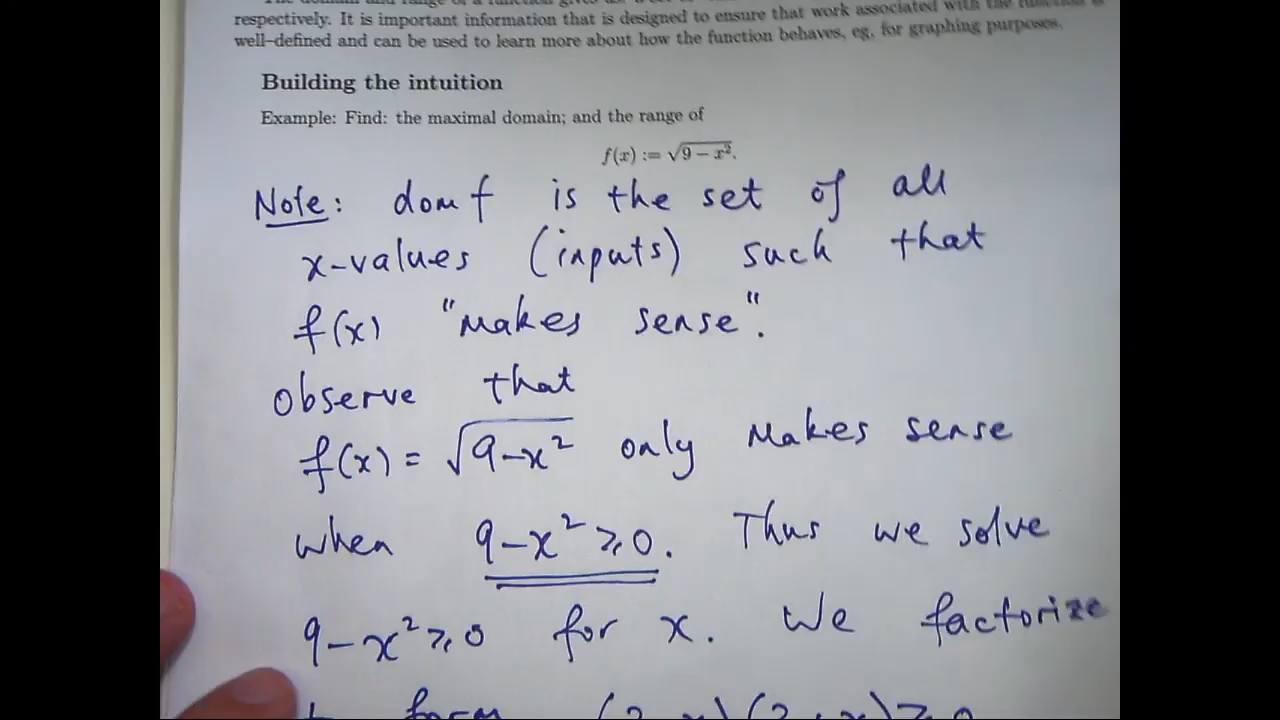 respectively. It is important information that is designed to ensure that work associated with the function is
well–defined and can be used to learn more about how the function behaves, eg, for graphing purposes.
Building the intuition
Example: Find: the maximal domain; and the range of
f(x) := √9 − x².
Note: dom f is the set of all
x-values (inputs) such that
f(x) "makes sense".
observe that
f(x) = √9-x² only makes sense
when 9-x² ≥ 0. Thus we solve
9-x² ≥ 0 for x. We factorize